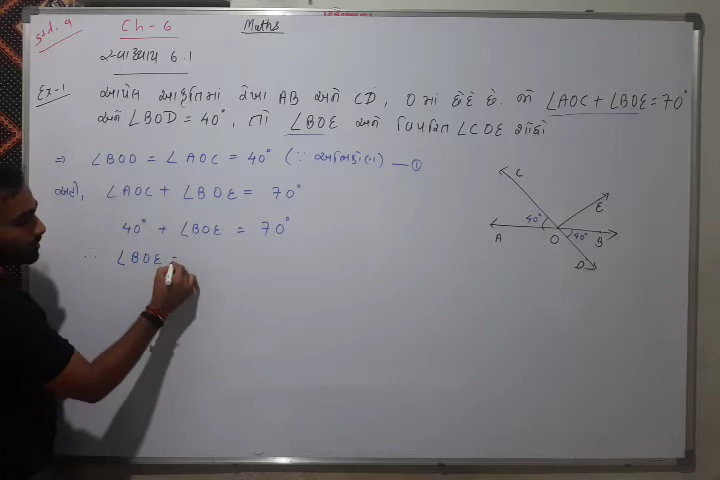 Std. 9
Ch-6
Maths
સ્વાધ્યાય 6.1
Ex-1 આપેલ આકૃતિમાં રેખા AB અને CD, O માં છેદે છે. જો ∠AOC + ∠BOE = 70°
અને ∠BOD = 40°, તો ∠BOE અને વિપરિત ∠COE શોધો
⇒ ∠BOD = ∠AOC = 40° (∵ અભિકોણ) — ①
અહીં, ∠AOC + ∠BOE = 70°
40° + ∠BOE = 70°
∴ ∠BOE =
C
E
40°
A
O
40°
B
D